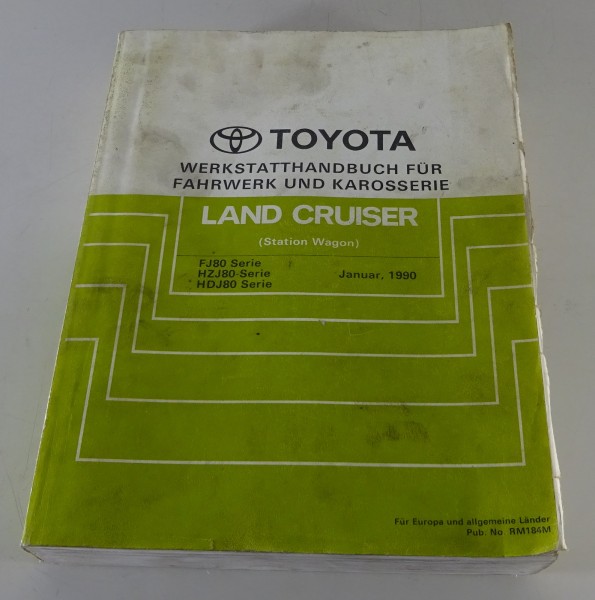 TOYOTA
WERKSTATTHANDBUCH FÜR
FAHRWERK UND KAROSSERIE
LAND CRUISER
(Station Wagon)
FJ80 Serie
HZJ80 Serie Januar, 1990
HDJ80 Serie
Für Europa und allgemeine Länder
Pub. No. RM184M